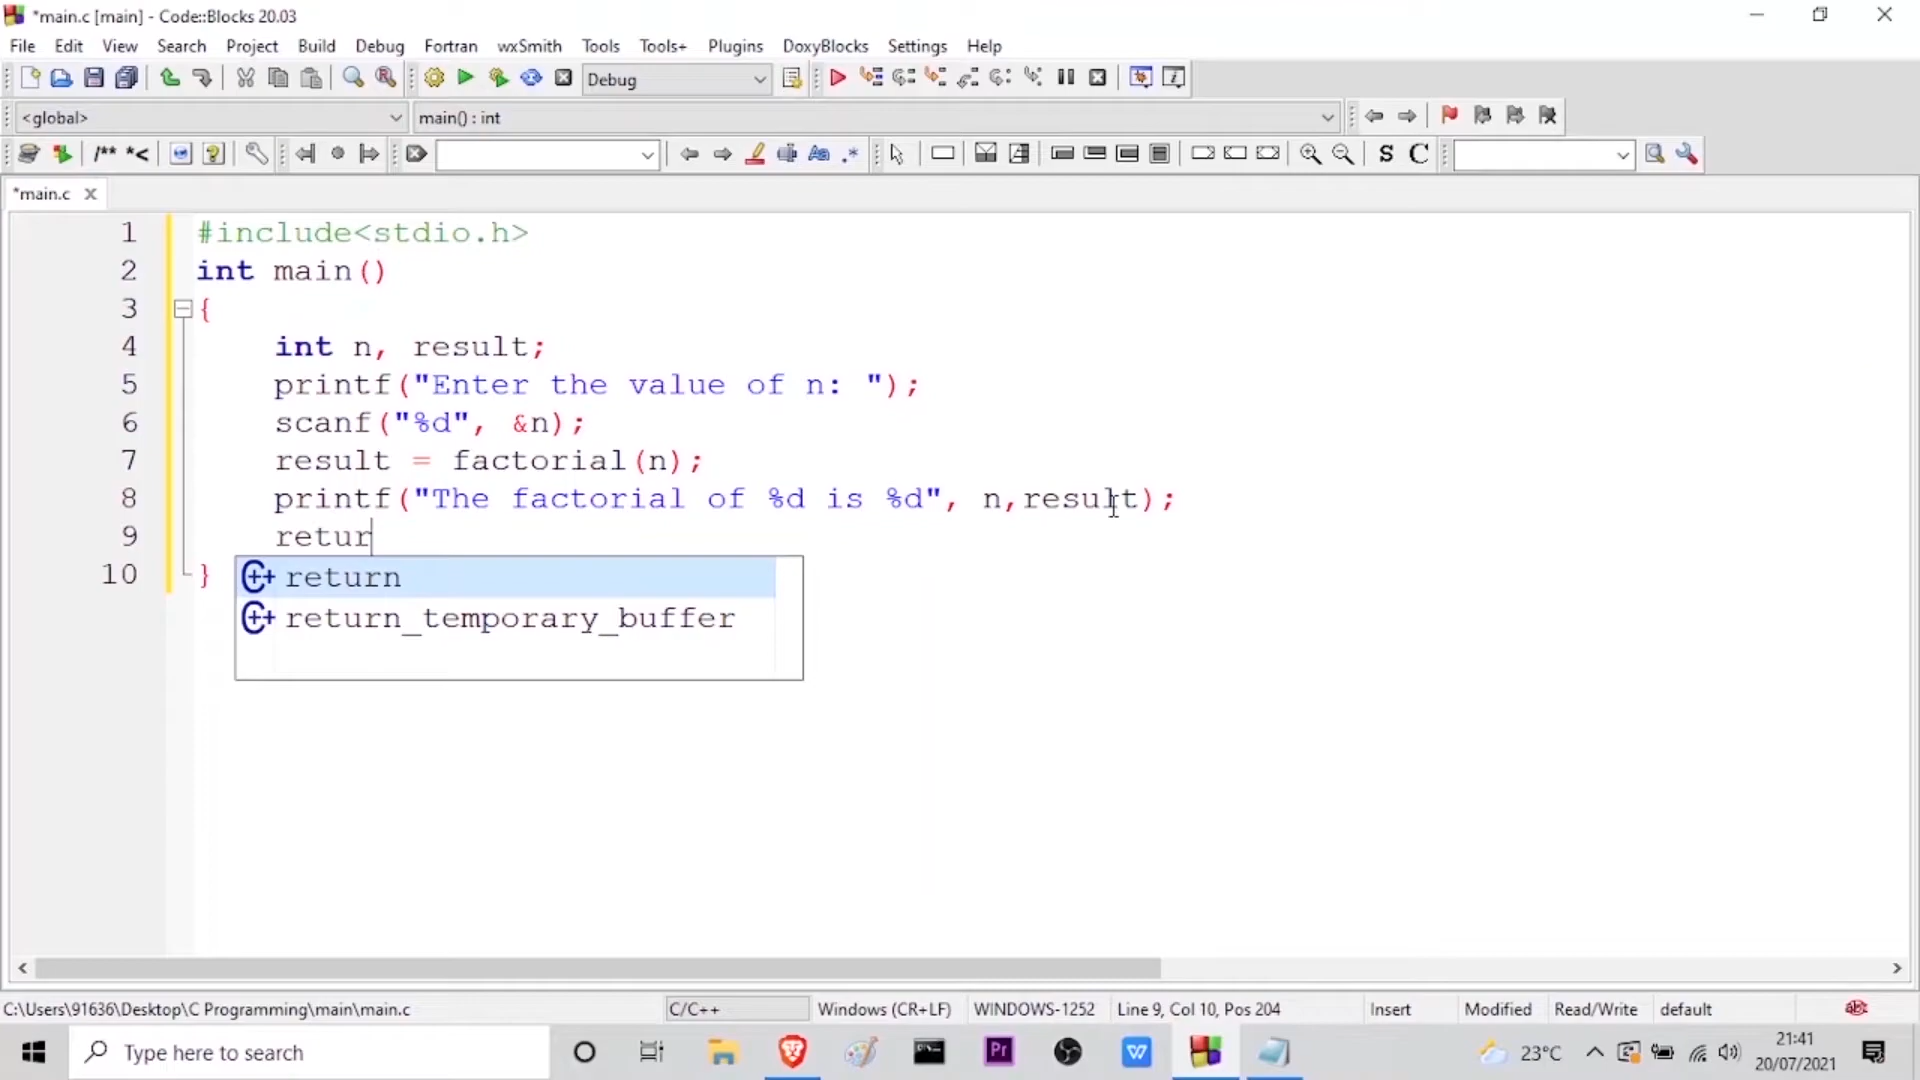 *main.c [main] - Code::Blocks 20.03
File Edit View Search Project Build Debug Fortran wxSmith Tools Tools+ Plugins DoxyBlocks Settings Help
Debug
<global> main() : int
/** *< Aa .* S C
*main.c
1 #include<stdio.h>
2 int main()
3 {
4 int n, result;
5 printf("Enter the value of n: ");
6 scanf("%d", &n);
7 result = factorial(n);
8 printf("The factorial of %d is %d", n,result);
9 retur
10 }
return
return_temporary_buffer
C:\Users\91636\Desktop\C Programming\main\main.c C/C++ Windows (CR+LF) WINDOWS-1252 Line 9, Col 10, Pos 204 Insert Modified Read/Write default
Type here to search Pr W 23°C 21:41
20/07/2021